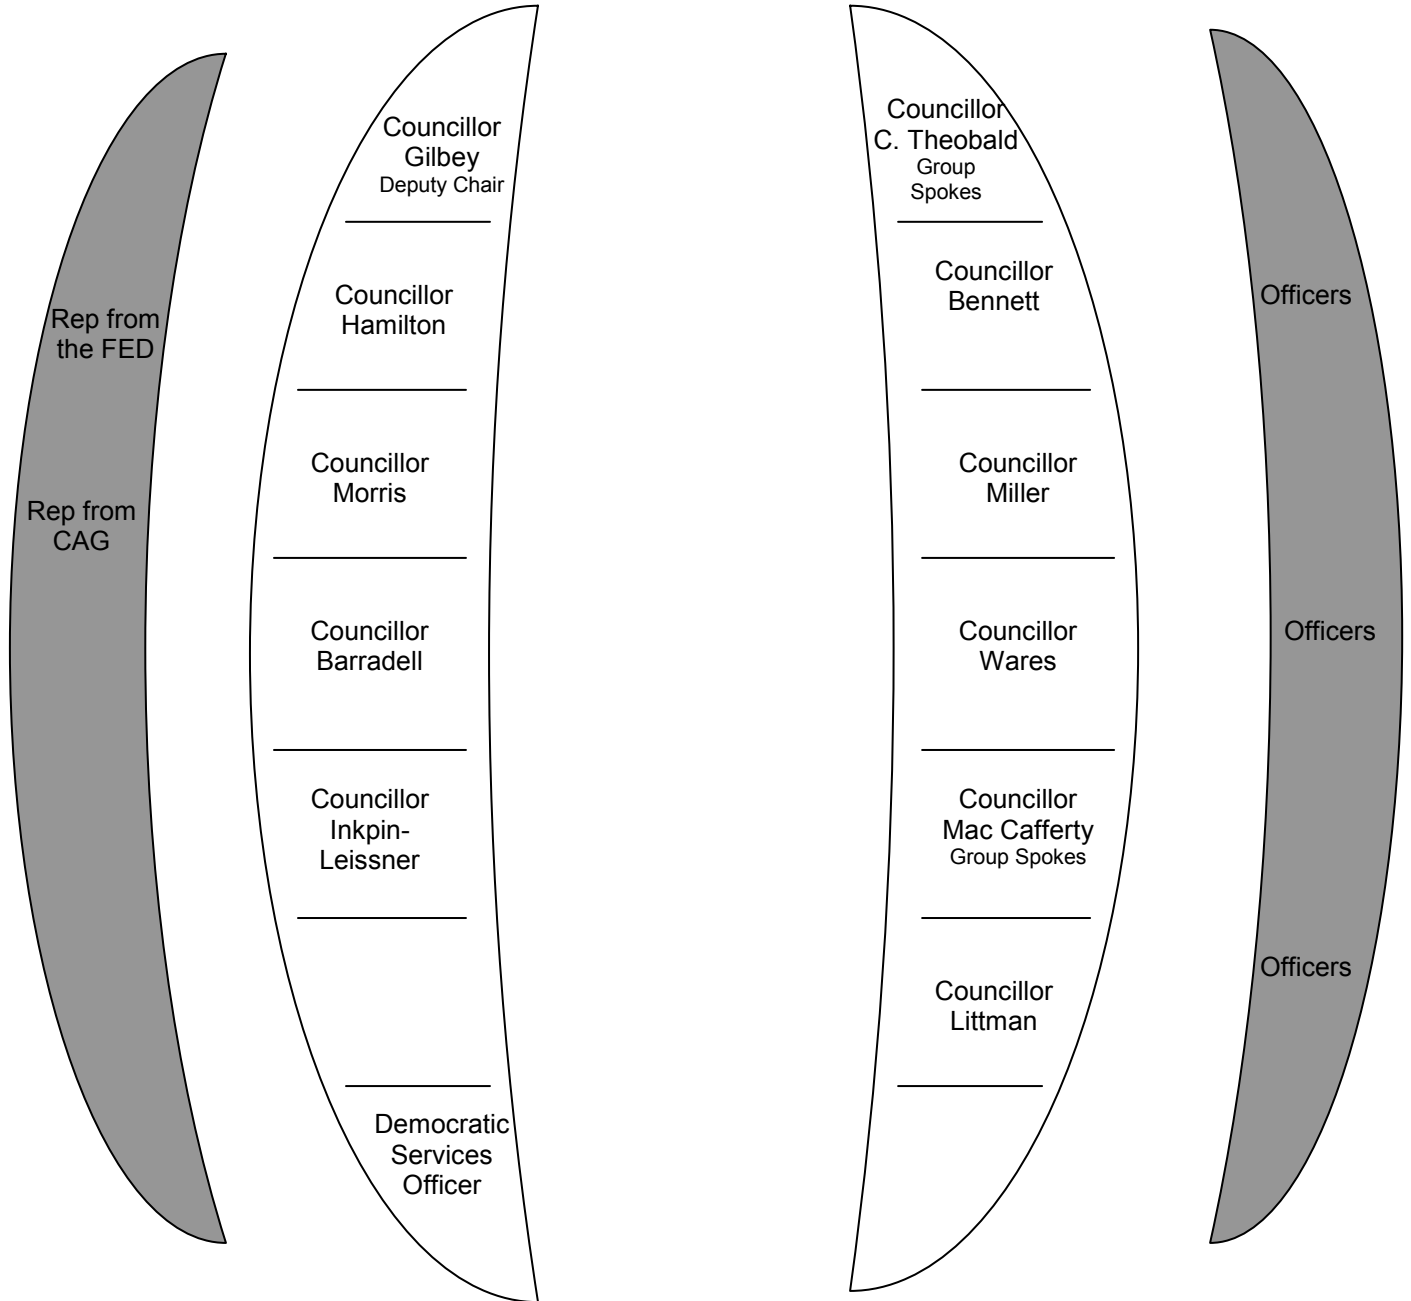 Rep from
the FED
Rep from
CAG
Councillor
Gilbey
Deputy Chair
Councillor
Hamilton
Councillor
Morris
Councillor
Barradell
Councillor
Inkpin-
Leissner
Democratic
Services
Officer
Councillor
C. Theobald
Group
Spokes
Councillor
Bennett
Councillor
Miller
Councillor
Wares
Councillor
Mac Cafferty
Group Spokes
Councillor
Littman
Officers
Officers
Officers